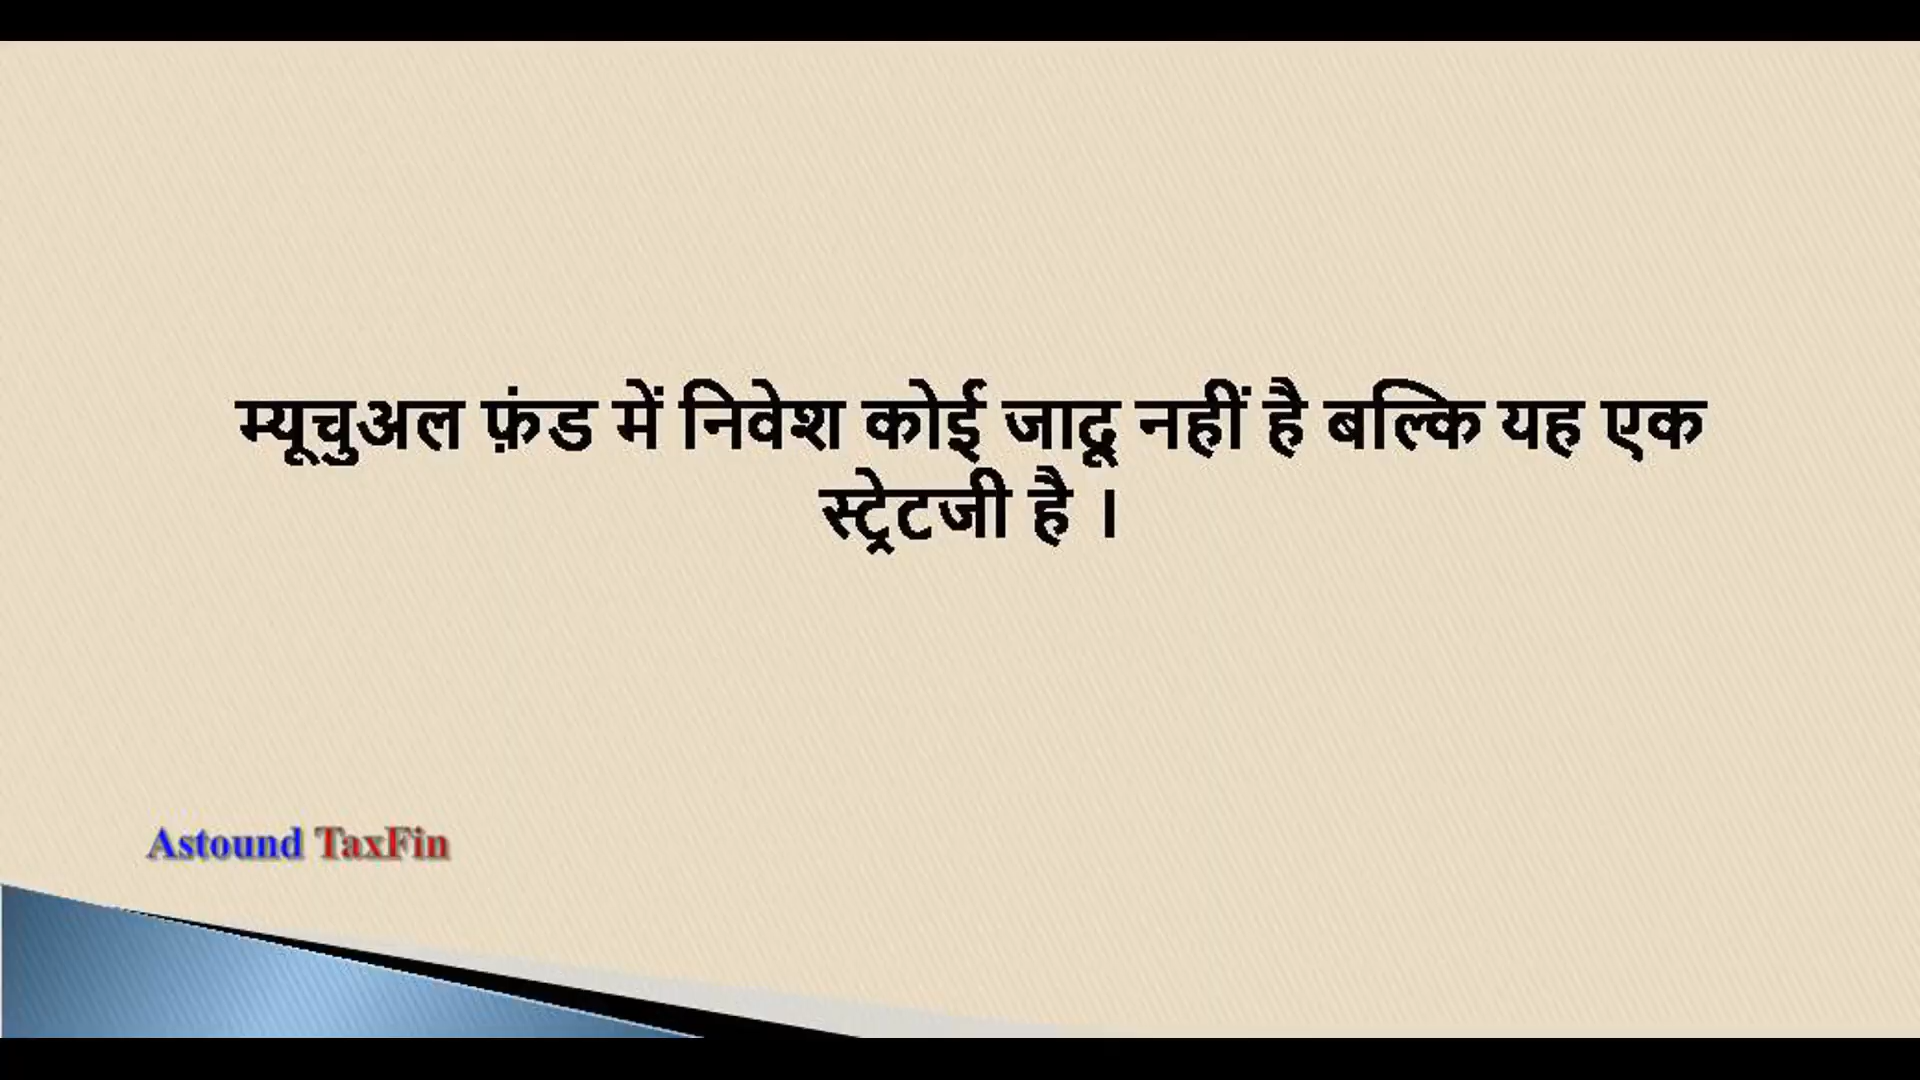 म्यूचुअल फ़ंड में निवेश कोई जादू नहीं है बल्कि यह एक
स्ट्रेटजी है ।
Astound TaxFin